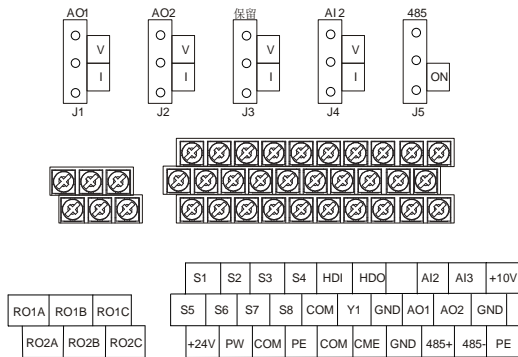 AO1 AO2 保留 AI2 485
V V V V
I I I I ON
J1 J2 J3 J4 J5
S1 S2 S3 S4 HDI HDO AI2 AI3 +10V
RO1A RO1B RO1C S5 S6 S7 S8 COM Y1 GND AO1 AO2 GND
RO2A RO2B RO2C +24V PW COM PE COM CME GND 485+ 485- PE